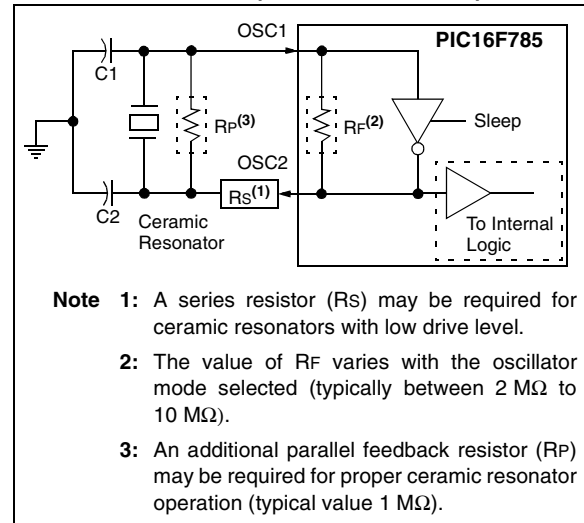 OSC1
PIC16F785
C1
RP(3)
RF(2)
Sleep
OSC2
RS(1)
C2
Ceramic
Resonator
To Internal
Logic
Note 1: A series resistor (RS) may be required for
ceramic resonators with low drive level.
2: The value of RF varies with the oscillator
mode selected (typically between 2 MΩ to
10 MΩ).
3: An additional parallel feedback resistor (RP)
may be required for proper ceramic resonator
operation (typical value 1 MΩ).